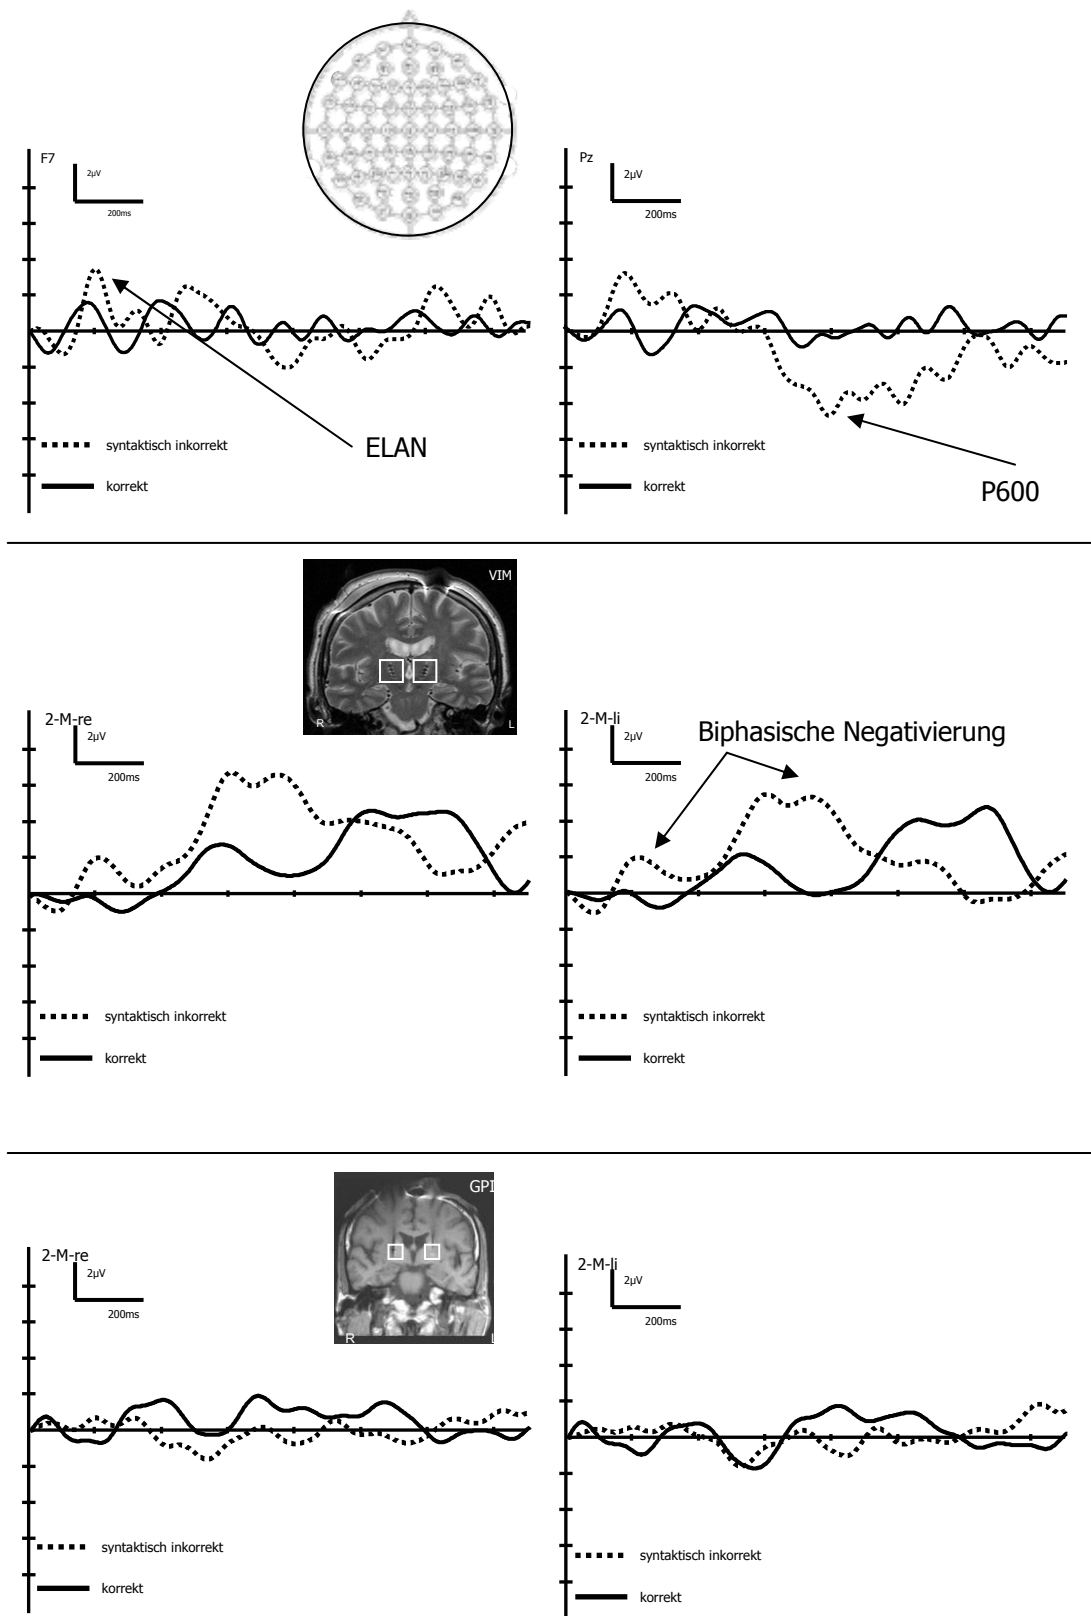 F7
2µV
200ms
Pz
2µV
200ms
syntaktisch inkorrekt
korrekt
ELAN
syntaktisch inkorrekt
korrekt
P600
VIM
R
L
2-M-re
2µV
200ms
2-M-li
2µV
200ms
Biphasische Negativierung
syntaktisch inkorrekt
korrekt
syntaktisch inkorrekt
korrekt
GPI
R
L
2-M-re
2µV
200ms
2-M-li
2µV
200ms
syntaktisch inkorrekt
korrekt
syntaktisch inkorrekt
korrekt